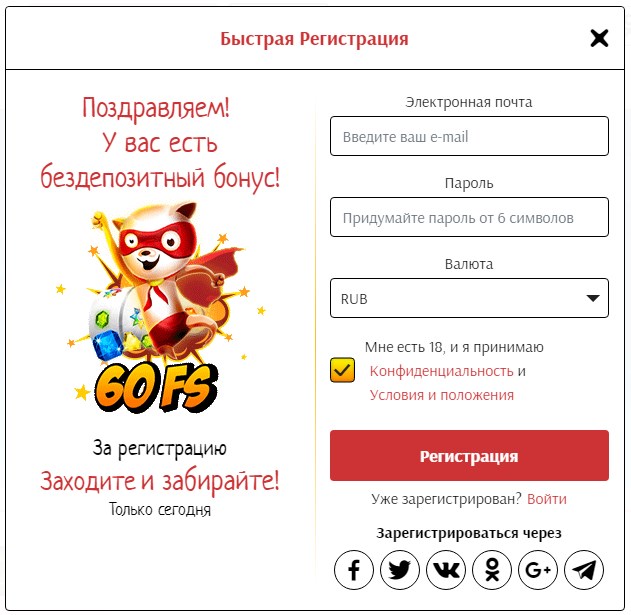 Быстрая Регистрация
Поздравляем!
У вас есть
бездепозитный бонус!
60 FS
За регистрацию
Заходите и забирайте!
Только сегодня
Электронная почта
Введите ваш e-mail
Пароль
Придумайте пароль от 6 символов
Валюта
RUB
Мне есть 18, и я принимаю
Конфиденциальность и
Условия и положения
Регистрация
Уже зарегистрирован? Войти
Зарегистрироваться через
G+